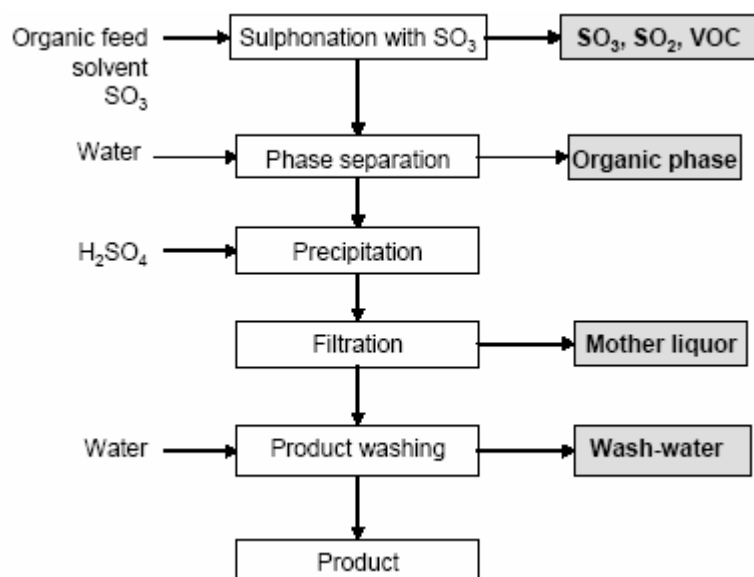 Organic feed
solvent
SO₃
Sulphonation with SO₃
SO₃, SO₂, VOC
Water
Phase separation
Organic phase
H₂SO₄
Precipitation
Filtration
Mother liquor
Water
Product washing
Wash-water
Product